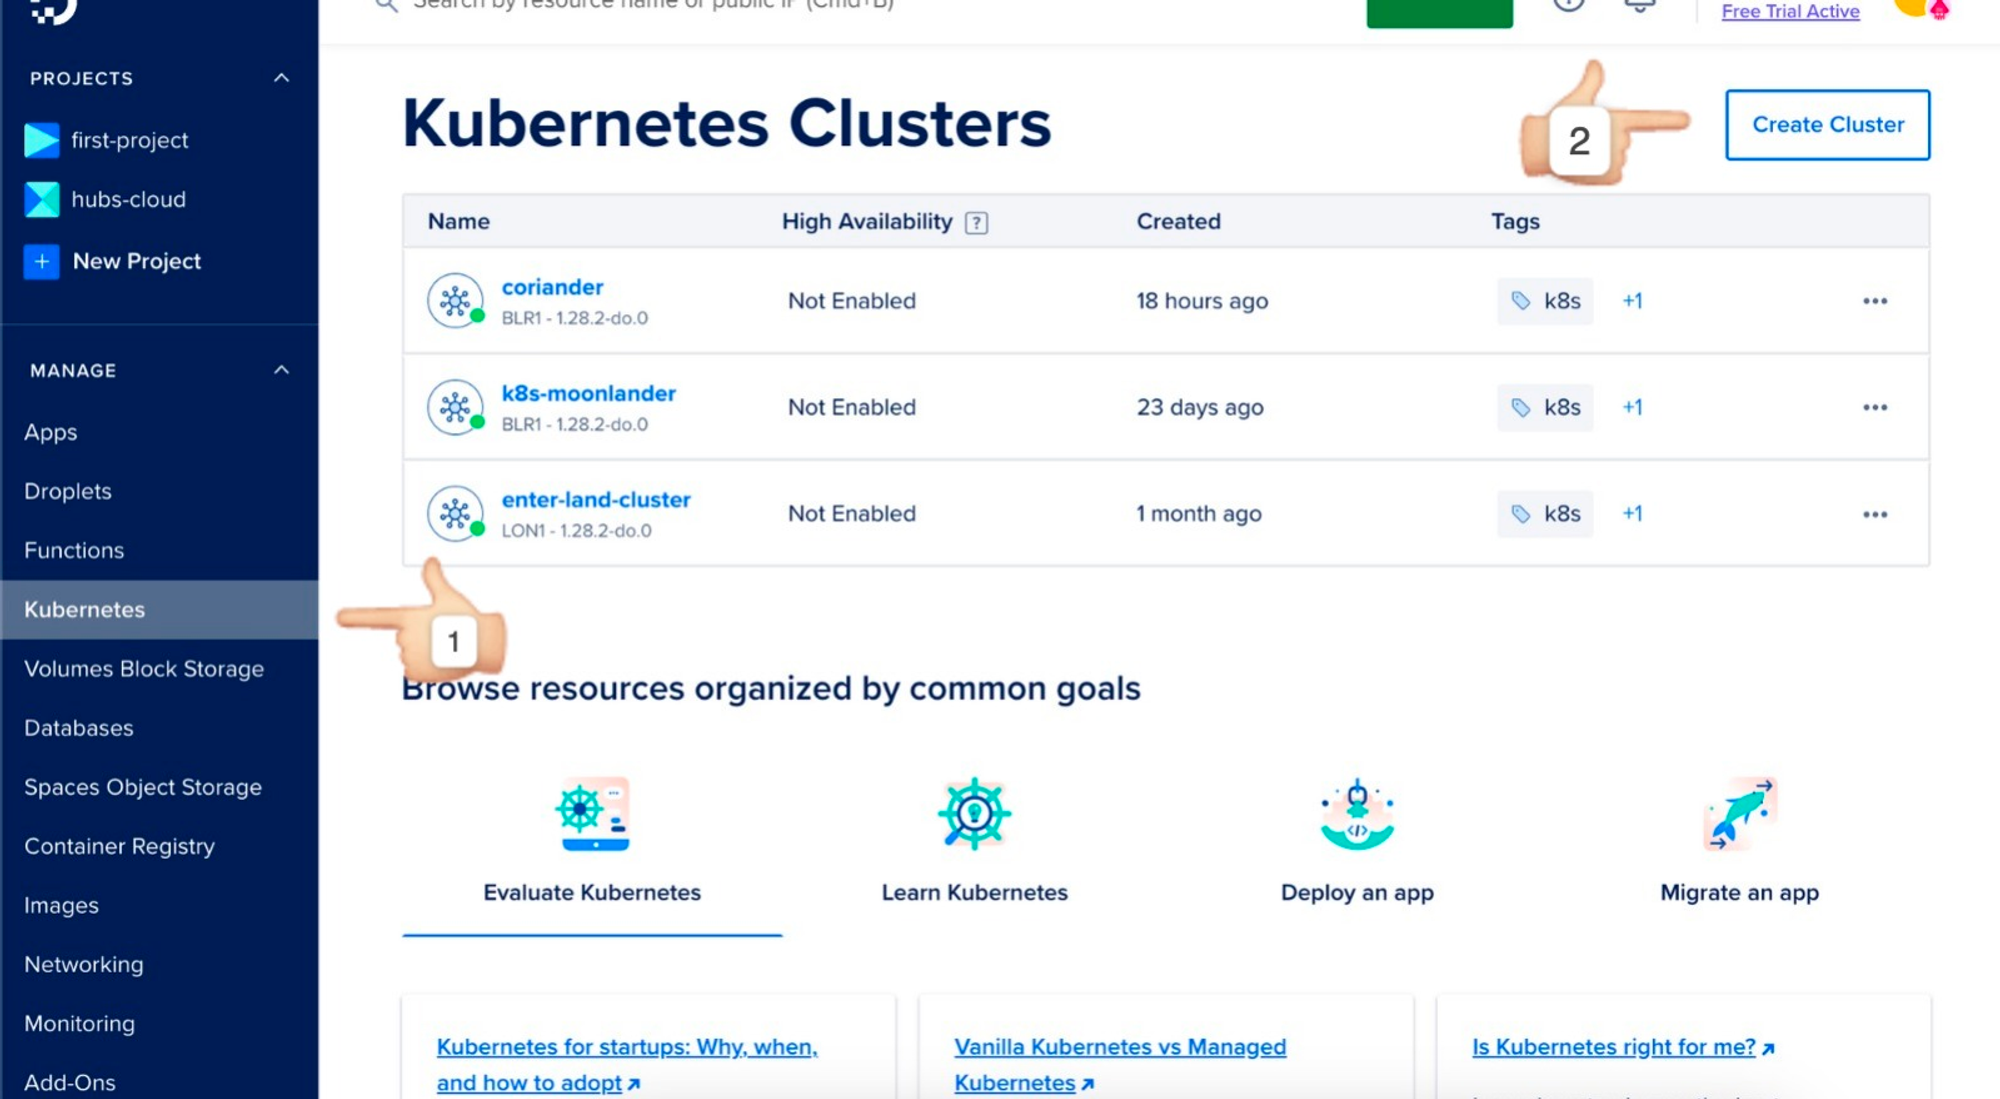 Search by resource name or public IP (Cmd+B)
Free Trial Active
PROJECTS
first-project
hubs-cloud
+ New Project
MANAGE
Apps
Droplets
Functions
Kubernetes
Volumes Block Storage
Databases
Spaces Object Storage
Container Registry
Images
Networking
Monitoring
Add-Ons
Kubernetes Clusters
2
Create Cluster
Name High Availability ? Created Tags
coriander
BLR1 - 1.28.2-do.0
Not Enabled
18 hours ago
k8s +1
k8s-moonlander
BLR1 - 1.28.2-do.0
Not Enabled
23 days ago
k8s +1
enter-land-cluster
LON1 - 1.28.2-do.0
Not Enabled
1 month ago
k8s +1
1
Browse resources organized by common goals
Evaluate Kubernetes
Learn Kubernetes
Deploy an app
Migrate an app
Kubernetes for startups: Why, when,
and how to adopt
Vanilla Kubernetes vs Managed
Kubernetes
Is Kubernetes right for me?